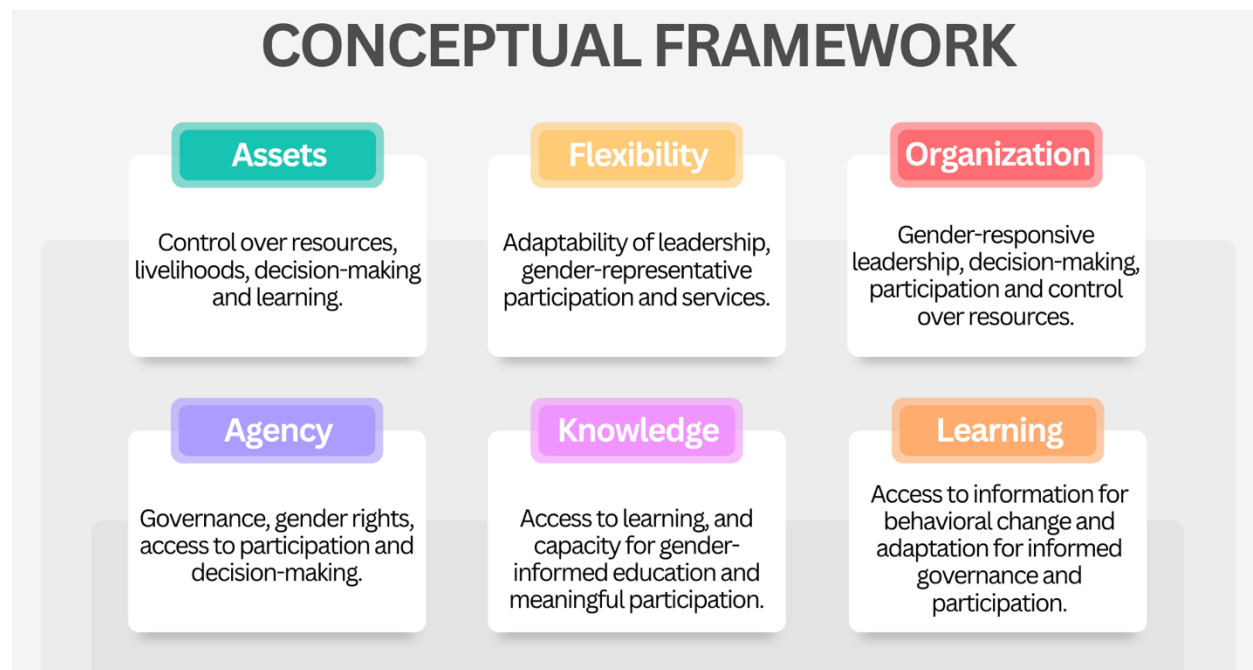 CONCEPTUAL FRAMEWORK
Assets
Control over resources,
livelihoods, decision-making
and learning.
Flexibility
Adaptability of leadership,
gender-representative
participation and services.
Organization
Gender-responsive
leadership, decision-making,
participation and control
over resources.
Agency
Governance, gender rights,
access to participation and
decision-making.
Knowledge
Access to learning, and
capacity for gender-
informed education and
meaningful participation.
Learning
Access to information for
behavioral change and
adaptation for informed
governance and
participation.